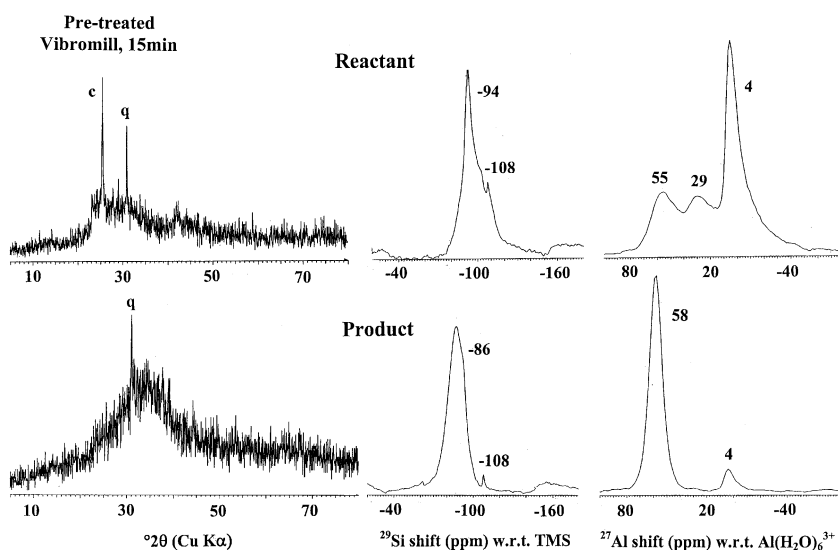 Pre-treated
Vibromill, 15min
Reactant
c
q
-94
-108
55
29
4
10 30 50 70
-40 -100 -160
80 20 -40
q
Product
-86
-108
58
4
10 30 50 70
-40 -100 -160
80 20 -40
°2θ (Cu Kα)
²⁹Si shift (ppm) w.r.t. TMS
²⁷Al shift (ppm) w.r.t. Al(H₂O)₆³⁺